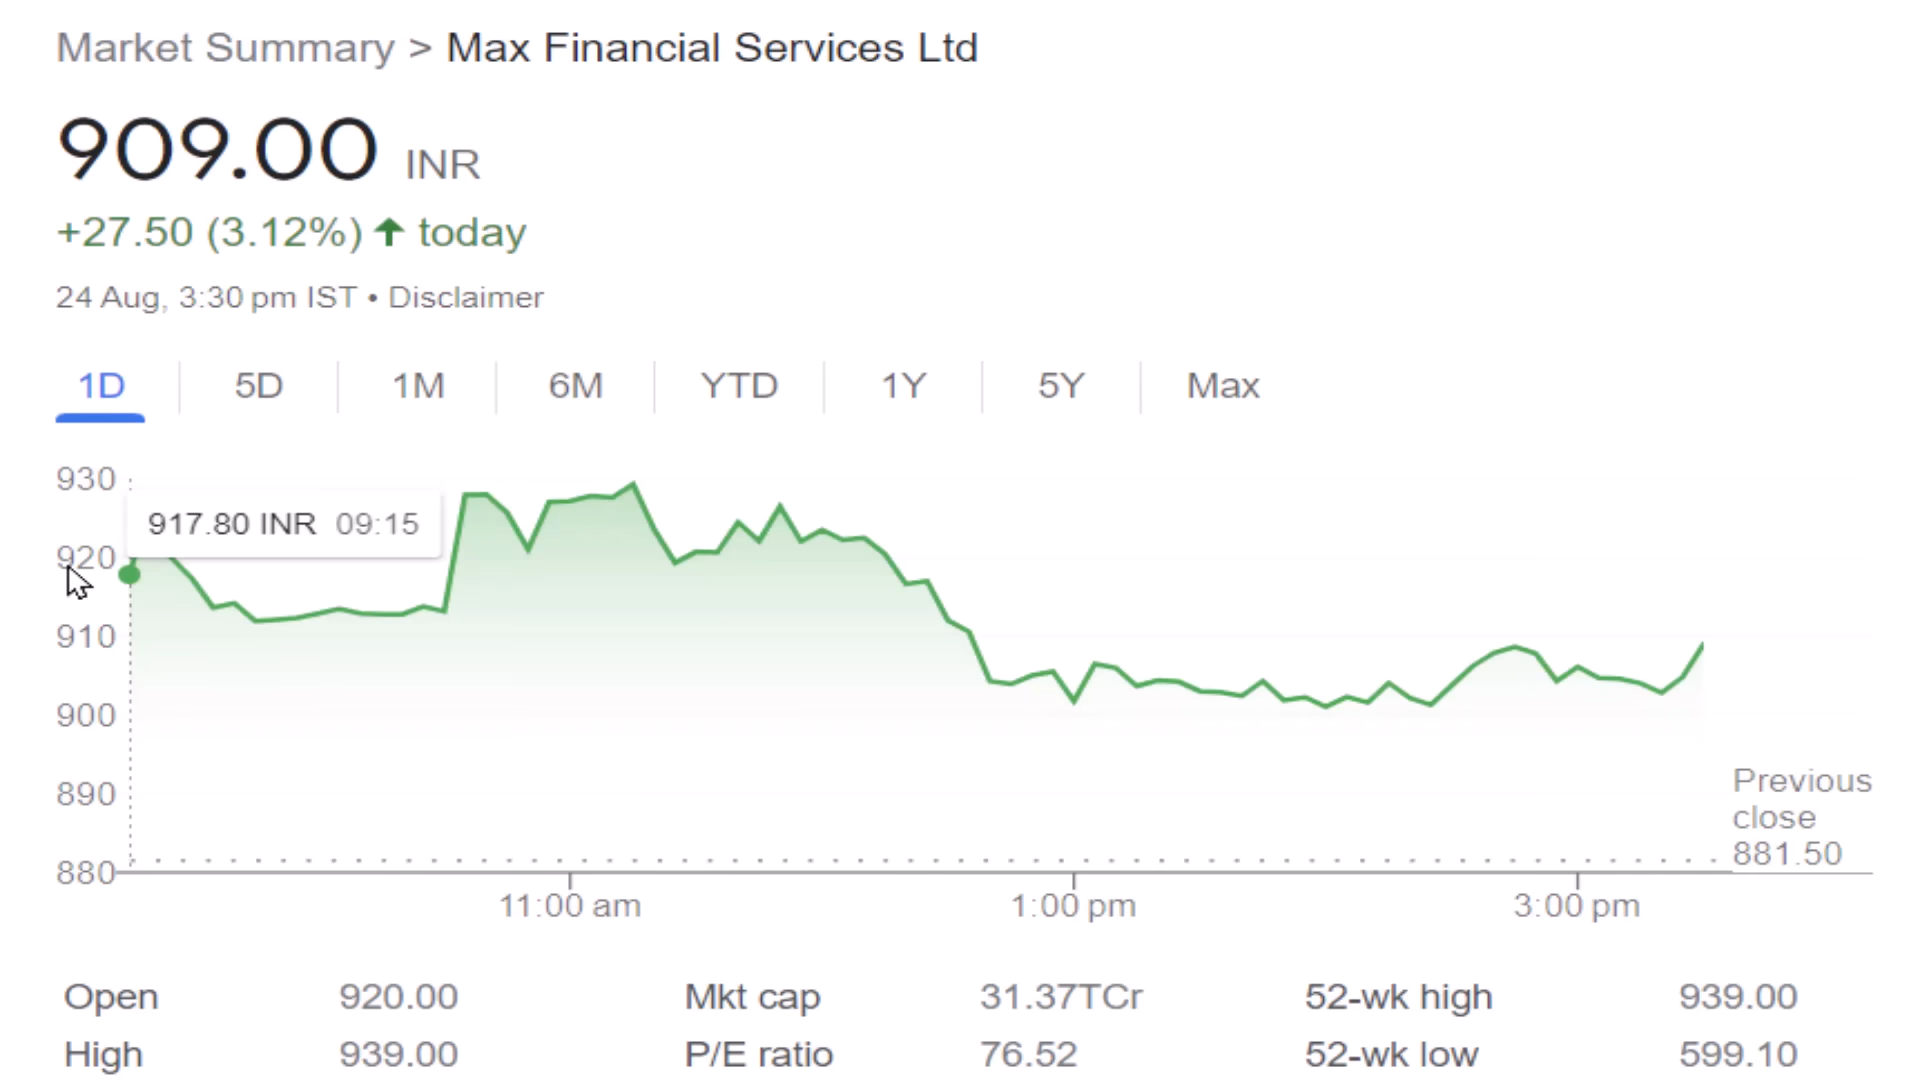 Market Summary > Max Financial Services Ltd
909.00 INR
+27.50 (3.12%) ↑ today
24 Aug, 3:30 pm IST • Disclaimer
1D 5D 1M 6M YTD 1Y 5Y Max
930
917.80 INR 09:15
920
910
900
890
880
Previous
close
881.50
11:00 am 1:00 pm 3:00 pm
Open 920.00 Mkt cap 31.37TCr 52-wk high 939.00
High 939.00 P/E ratio 76.52 52-wk low 599.10